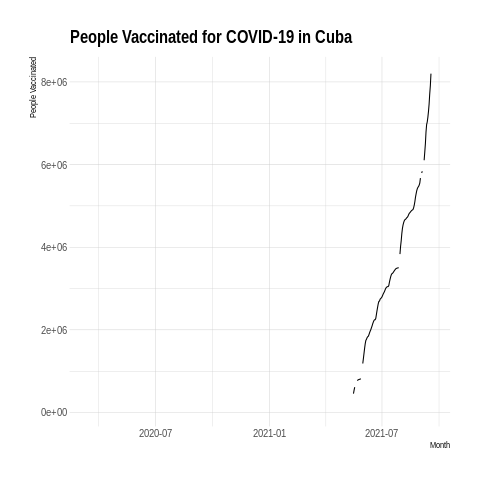 People Vaccinated for COVID-19 in Cuba
People Vaccinated
8e+06
6e+06
4e+06
2e+06
0e+00
2020-07 2021-01 2021-07
Month